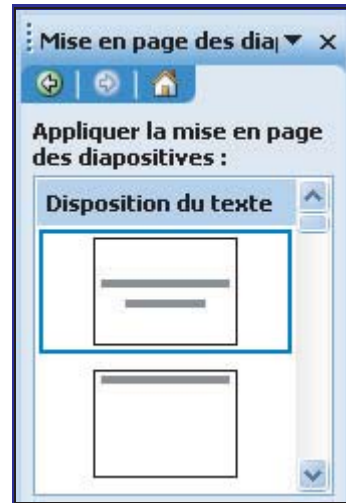 Mise en page des dia
Appliquer la mise en page
des diapositives :
Disposition du texte